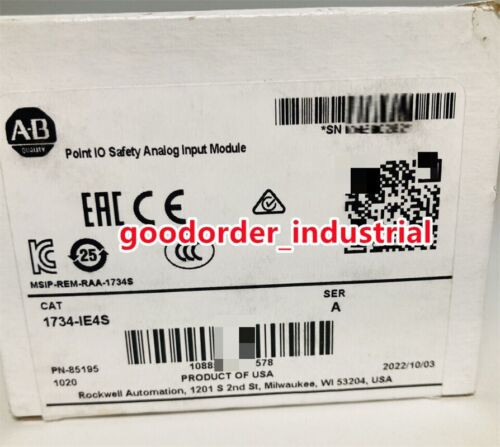 A-B
QUALITY
Point IO Safety Analog Input Module
*SN
EAC CE
goodorder_industrial
25
CCC
MSIP-REM-RAA-1734S
CAT
1734-IE4S
SER
A
1088 578
PN-85195
1020
PRODUCT OF USA
2022/10/03
Rockwell Automation, 1201 S 2nd St, Milwaukee, WI 53204, USA